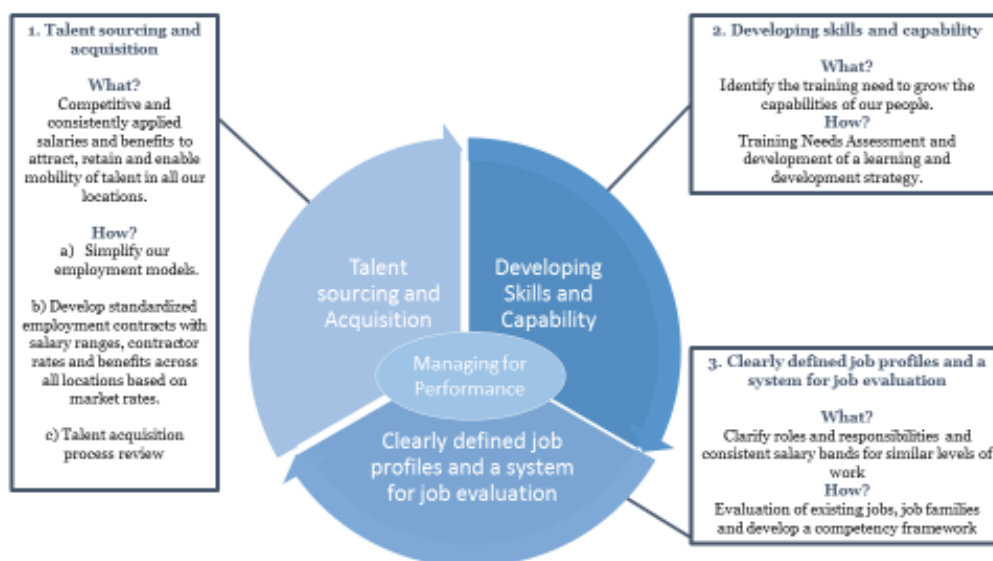 1. Talent sourcing and
acquisition
What?
Competitive and
consistently applied
salaries and benefits to
attract, retain and enable
mobility of talent in all our
locations.
How?
a) Simplify our
employment models.
b) Develop standardized
employment contracts with
salary ranges, contractor
rates and benefits across
all locations based on
market rates.
c) Talent acquisition
process review
2. Developing skills and capability
What?
Identify the training need to grow the
capabilities of our people.
How?
Training Needs Assessment and
development of a learning and
development strategy.
Talent
sourcing and
Acquisition
Developing
Skills and
Capability
Managing for
Performance
Clearly defined job
profiles and a system
for job evaluation
3. Clearly defined job profiles and a
system for job evaluation
What?
Clarify roles and responsibilities and
consistent salary bands for similar levels of
work
How?
Evaluation of existing jobs, job families
and develop a competency framework